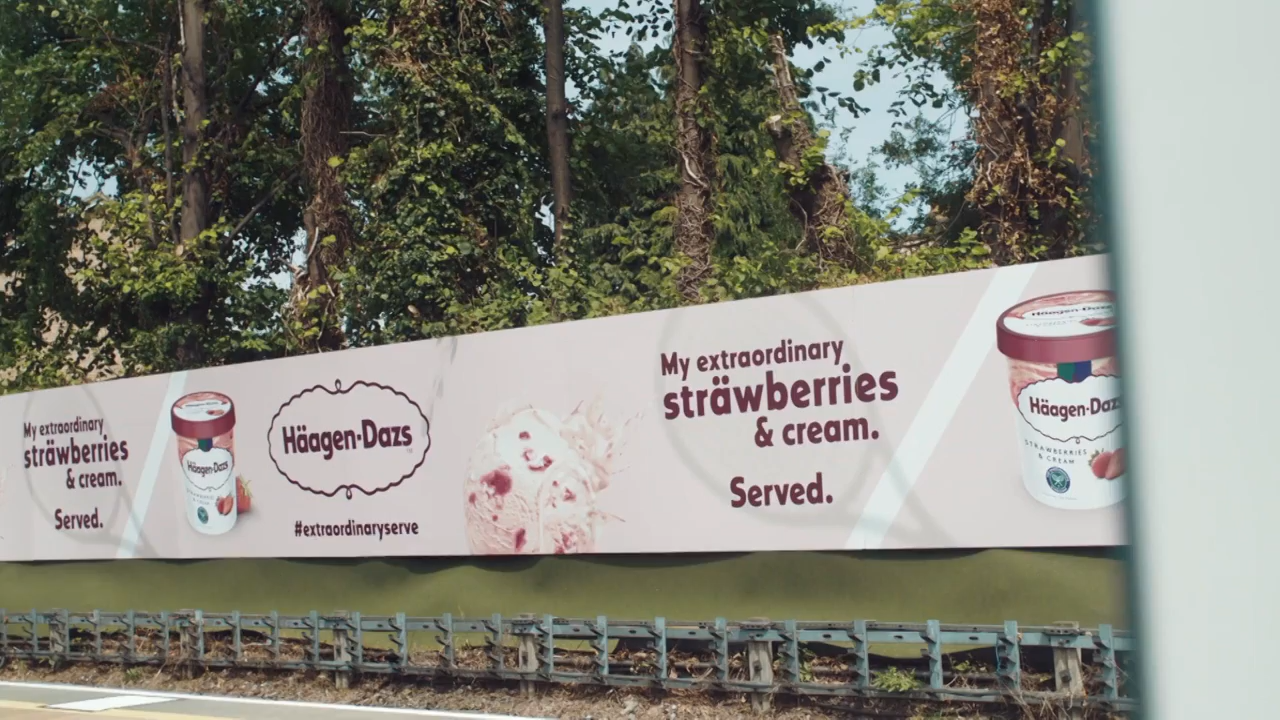 My extraordinary
sträwberries
& cream.
Served.
Häagen-Dazs
Häagen-Dazs
#extraordinaryserve
My extraordinary
sträwberries
& cream.
Served.
Häagen-Dazs
Häagen-Dazs
STRAWBERRIES
& CREAM